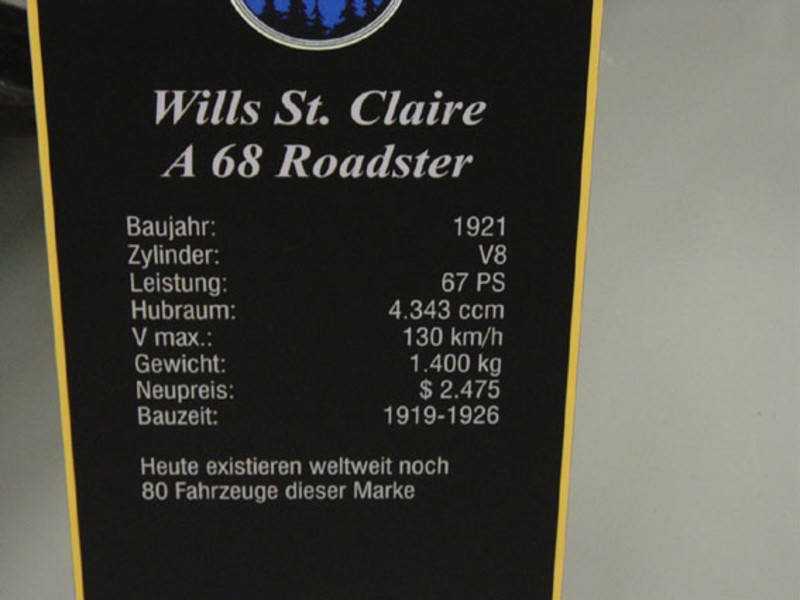 Wills St. Claire
A 68 Roadster
Baujahr: 1921
Zylinder: V8
Leistung: 67 PS
Hubraum: 4.343 ccm
V max.: 130 km/h
Gewicht: 1.400 kg
Neupreis: $ 2.475
Bauzeit: 1919-1926
Heute existieren weltweit noch
80 Fahrzeuge dieser Marke